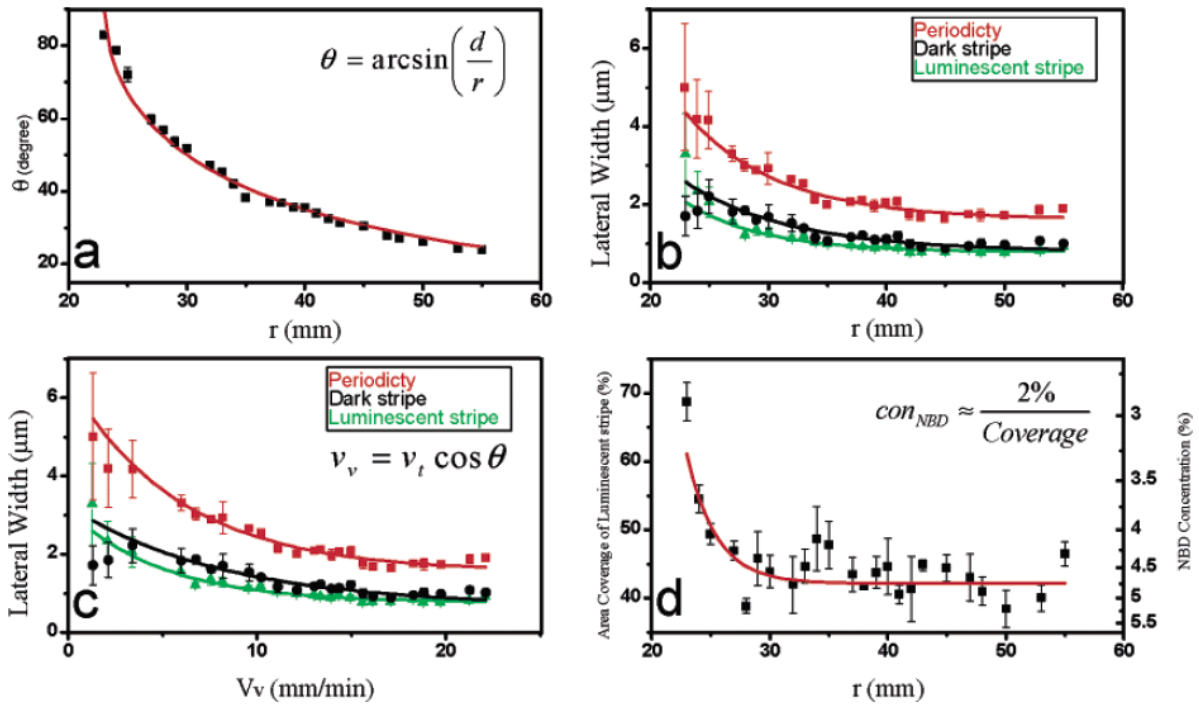 80
60
40
20
θ (degree)
θ = arcsin(d/r)
a
20 30 40 50 60
r (mm)
6
4
2
0
Lateral Width (μm)
Periodicty
Dark stripe
Luminescent stripe
b
20 30 40 50 60
r (mm)
6
4
2
0
Lateral Width (μm)
Periodicty
Dark stripe
Luminescent stripe
v_v = v_t cos θ
c
0 10 20
Vv (mm/min)
70
60
50
40
Area Coverage of Luminescent stripe (%)
con_NBD ≈ 2% / Coverage
d
3
3.5
4
4.5
5
5.5
NBD Concentration (%)
20 30 40 50 60
r (mm)